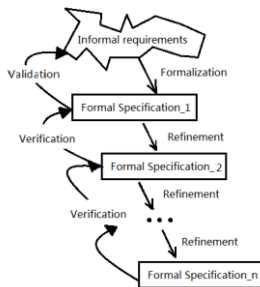 Informal requirements
Validation
Formalization
Formal Specification_1
Verification
Refinement
Formal Specification_2
Refinement
Verification
Refinement
Formal Specification_n